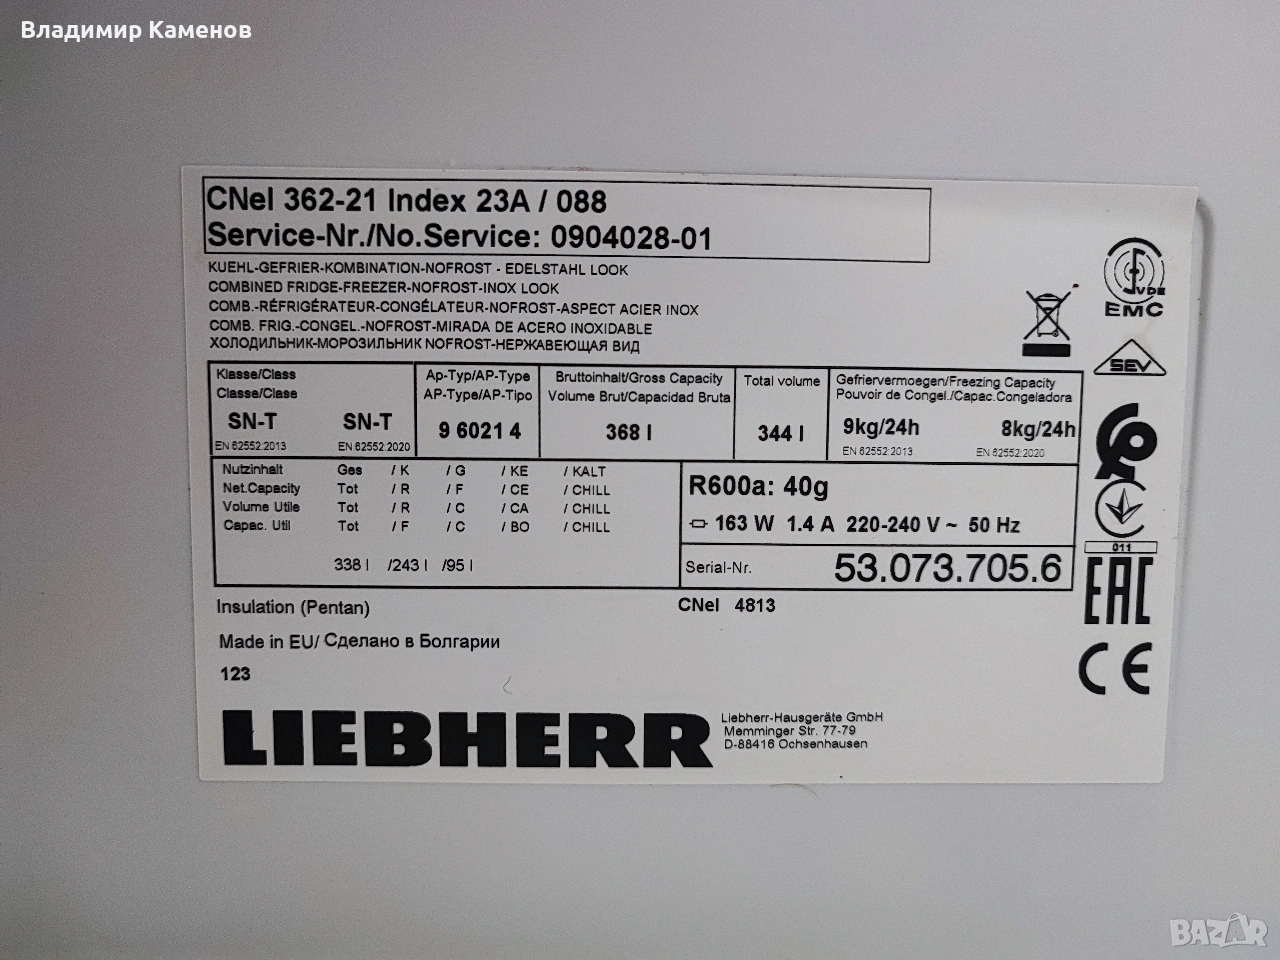 Владимир Каменов
CNel 362-21 Index 23A / 088
Service-Nr./No.Service: 0904028-01
KUEHL-GEFRIER-KOMBINATION-NOFROST - EDELSTAHL LOOK
COMBINED FRIDGE-FREEZER-NOFROST-INOX LOOK
COMB.-RÉFRIGÉRATEUR-CONGÉLATEUR-NOFROST-ASPECT ACIER INOX
COMB. FRIG.-CONGEL.-NOFROST-MIRADA DE ACERO INOXIDABLE
ХОЛОДИЛЬНИК-МОРОЗИЛЬНИК NOFROST-НЕРЖАВЕЮЩАЯ ВИД
VDE
EMC
SEV
Klasse/Class
Classe/Clase
SN-T SN-T
EN 62552:2013 EN 62552:2020
Ap-Typ/AP-Type
AP-Type/AP-Tipo
9 6021 4
Bruttoinhalt/Gross Capacity
Volume Brut/Capacidad Bruta
368 l
Total volume
344 l
Gefriervermoegen/Freezing Capacity
Pouvoir de Congel./Capac.Congeladora
9kg/24h 8kg/24h
EN 62552:2013 EN 62552:2020
Nutzinhalt Ges / K / G / KE / KALT
Net.Capacity Tot / R / F / CE / CHILL
Volume Utile Tot / R / C / CA / CHILL
Capac. Util Tot / F / C / BO / CHILL
338 l /243 l /95 l
R600a: 40g
163 W 1.4 A 220-240 V ~ 50 Hz
Serial-Nr. 53.073.705.6
011
EAC
CE
Insulation (Pentan)
CNel 4813
Made in EU/ Сделано в Болгарии
123
LIEBHERR
Liebherr-Hausgeräte GmbH
Memminger Str. 77-79
D-88416 Ochsenhausen
BAZAR